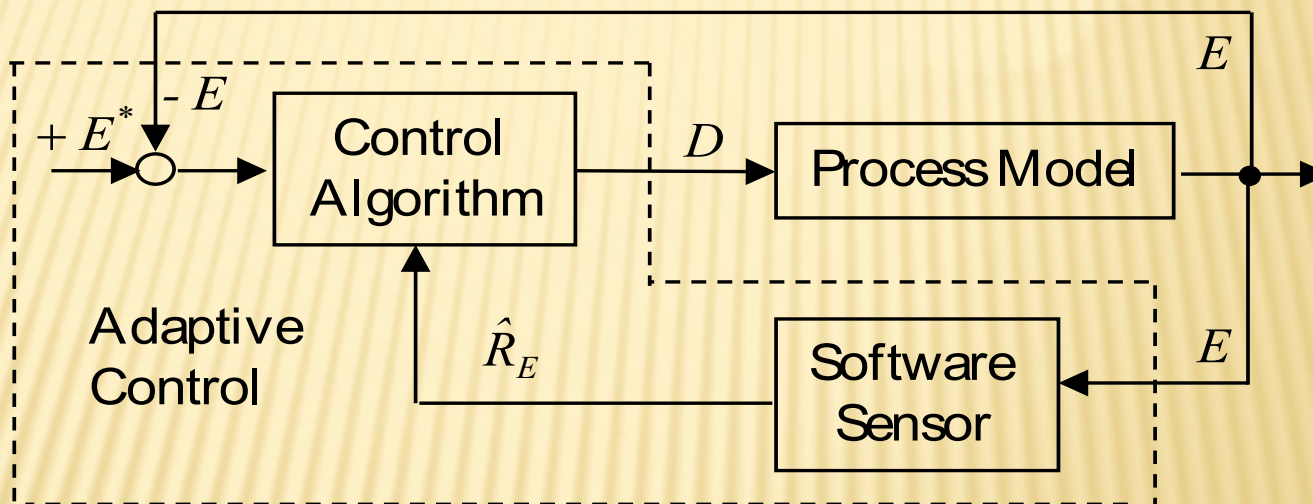 E
- E
+ E*
Control
Algorithm
D
Process Model
Adaptive
Control
R̂_E
Software
Sensor
E